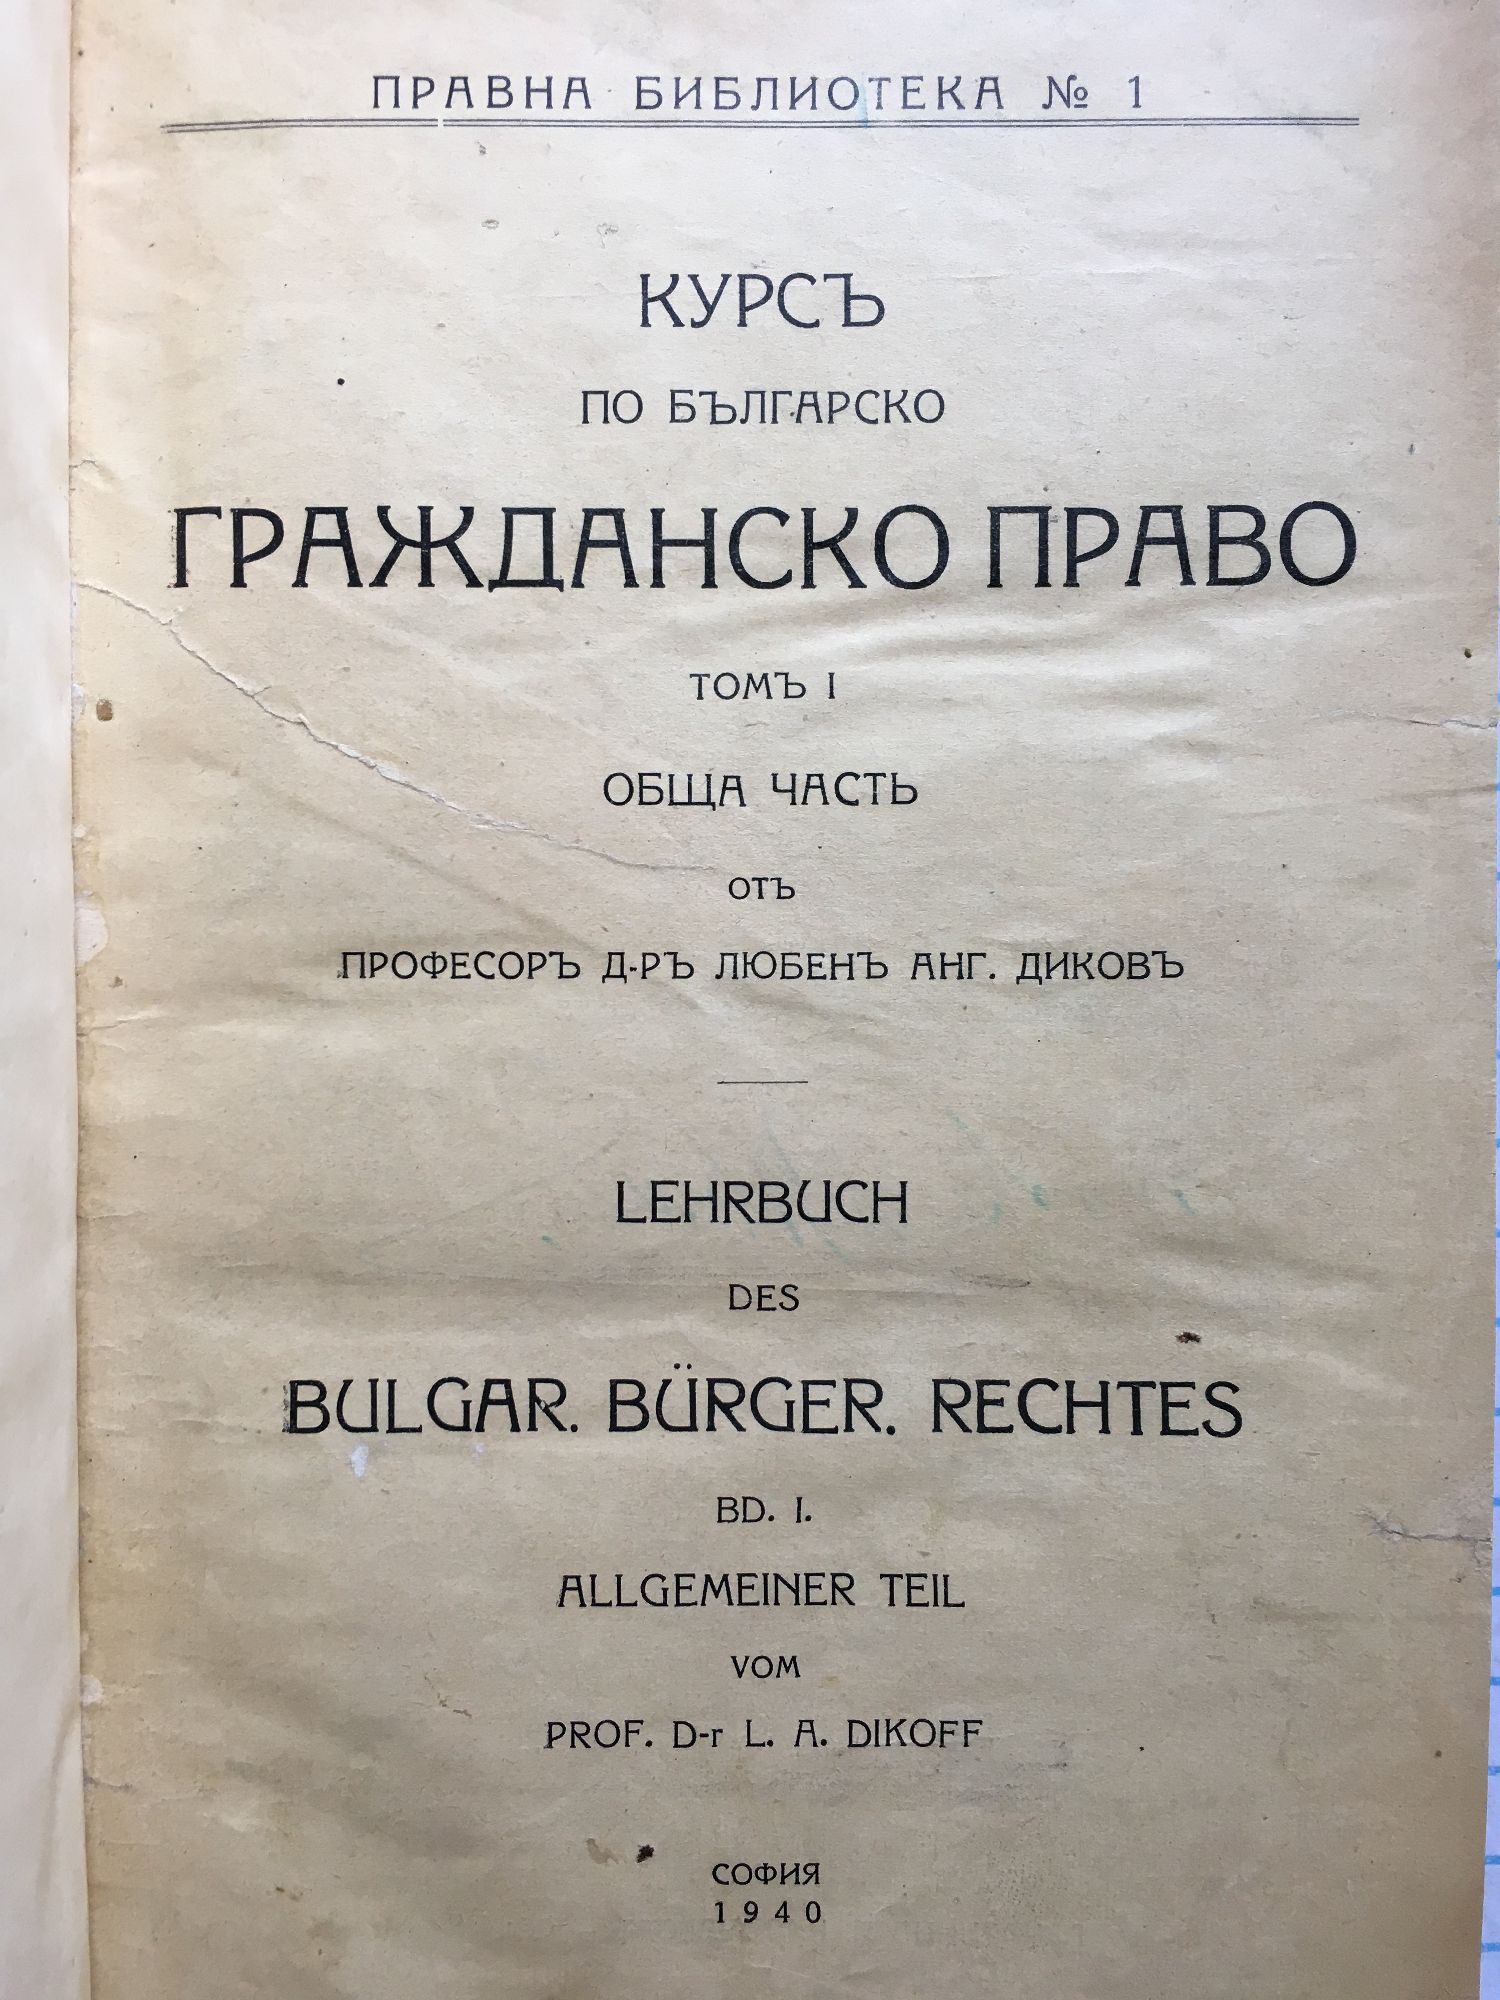 ПРАВНА БИБЛИОТЕКА № 1
КУРСЪ
ПО БЪЛГАРСКО
ГРАЖДАНСКО ПРАВО
ТОМЪ I
ОБЩА ЧАСТЬ
ОТЪ
ПРОФЕСОРЪ Д-РЪ ЛЮБЕНЪ АНГ. ДИКОВЪ
LEHRBUCH
DES
BULGAR. BÜRGER. RECHTES
BD. I.
ALLGEMEINER TEIL
VOM
PROF. D-r L. A. DIKOFF
СОФИЯ
1940